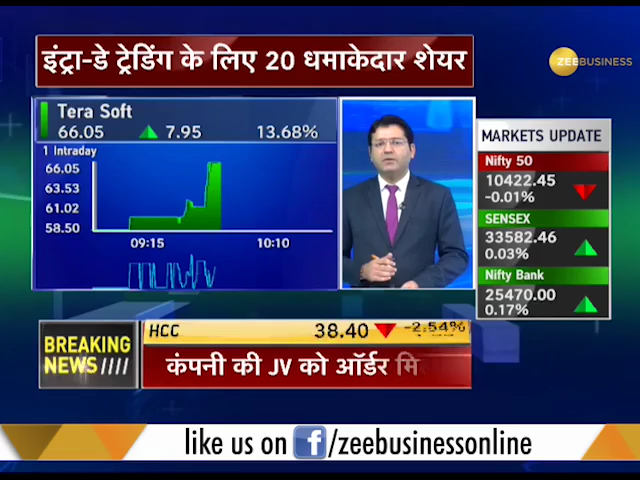 इंट्रा-डे ट्रेडिंग के लिए 20 धमाकेदार शेयर
ZEEBUSINESS
Tera Soft
66.05 7.95 13.68%
1 Intraday
66.05
63.53
61.02
58.50
09:15 10:10
MARKETS UPDATE
Nifty 50
10422.45
-0.01%
SENSEX
33582.46
0.03%
Nifty Bank
25470.00
0.17%
BREAKING
NEWS
HCC 38.40 -2.54%
कंपनी की JV को ऑर्डर
like us on f/zeebusinessonline